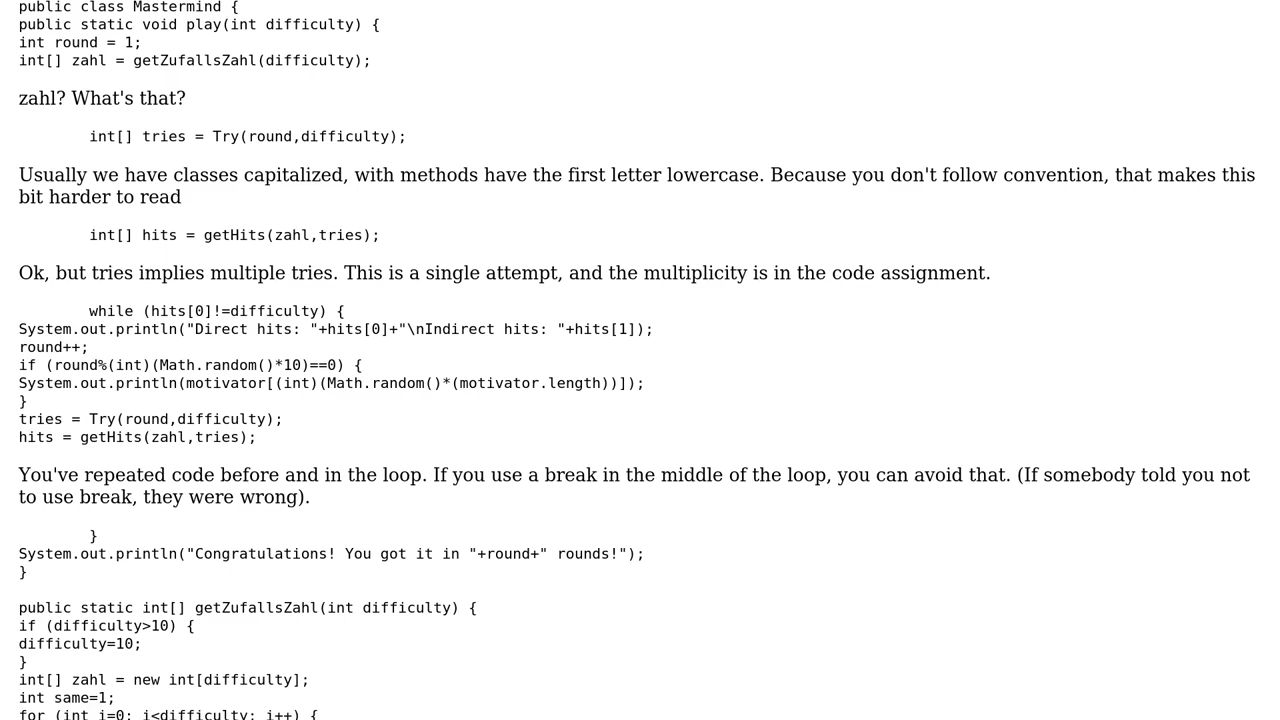 public class Mastermind {
public static void play(int difficulty) {
int round = 1;
int[] zahl = getZufallsZahl(difficulty);
zahl? What's that?
int[] tries = Try(round,difficulty);
Usually we have classes capitalized, with methods have the first letter lowercase. Because you don't follow convention, that makes this
bit harder to read
int[] hits = getHits(zahl,tries);
Ok, but tries implies multiple tries. This is a single attempt, and the multiplicity is in the code assignment.
while (hits[0]!=difficulty) {
System.out.println("Direct hits: "+hits[0]+"\nIndirect hits: "+hits[1]);
round++;
if (round%(int)(Math.random()*10)==0) {
System.out.println(motivator[(int)(Math.random()*(motivator.length))]);
}
tries = Try(round,difficulty);
hits = getHits(zahl,tries);
You've repeated code before and in the loop. If you use a break in the middle of the loop, you can avoid that. (If somebody told you not
to use break, they were wrong).
}
System.out.println("Congratulations! You got it in "+round+" rounds!");
}
public static int[] getZufallsZahl(int difficulty) {
if (difficulty>10) {
difficulty=10;
}
int[] zahl = new int[difficulty];
int same=1;
for (int i=0; i<difficulty; i++) {